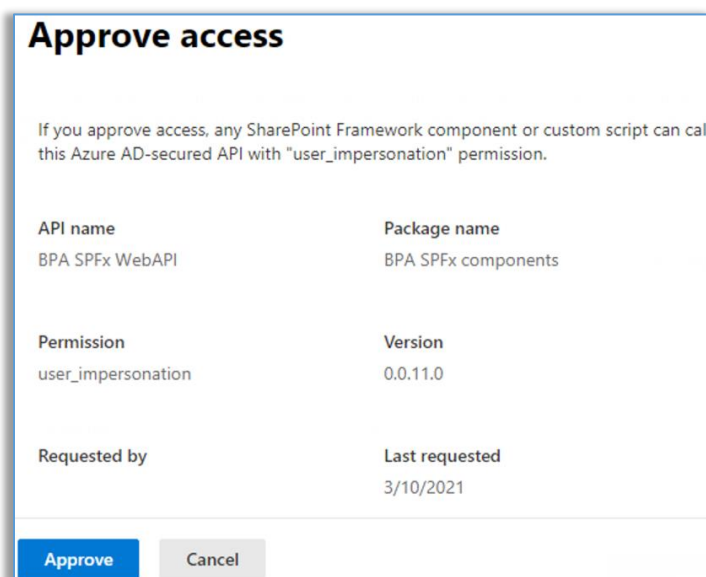 Approve access
If you approve access, any SharePoint Framework component or custom script can cal
this Azure AD-secured API with "user_impersonation" permission.
API name
Package name
BPA SPFx WebAPI
BPA SPFx components
Permission
Version
user_impersonation
0.0.11.0
Requested by
Last requested
3/10/2021
Approve
Cancel